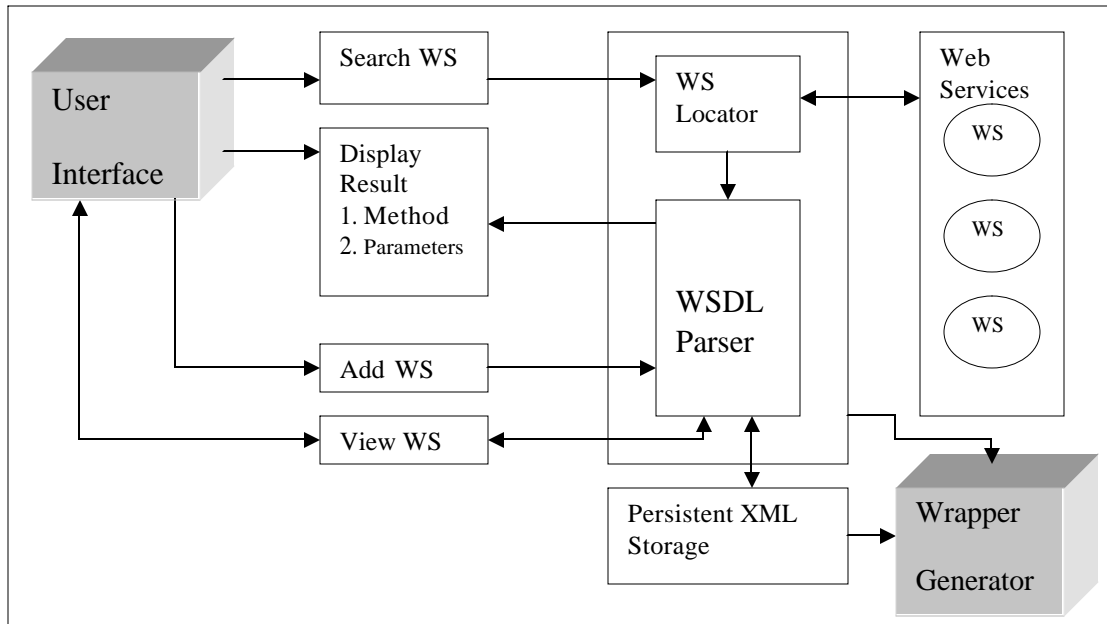 User
Interface
Search WS
Display
Result
1. Method
2. Parameters
Add WS
View WS
WS
Locator
WSDL
Parser
Persistent XML
Storage
Web
Services
WS
WS
WS
Wrapper
Generator